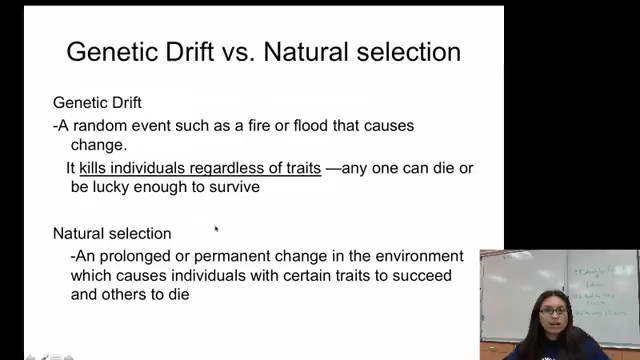 Genetic Drift vs. Natural selection
Genetic Drift
-A random event such as a fire or flood that causes
change.
It kills individuals regardless of traits —any one can die or
be lucky enough to survive
Natural selection
-An prolonged or permanent change in the environment
which causes individuals with certain traits to succeed
and others to die